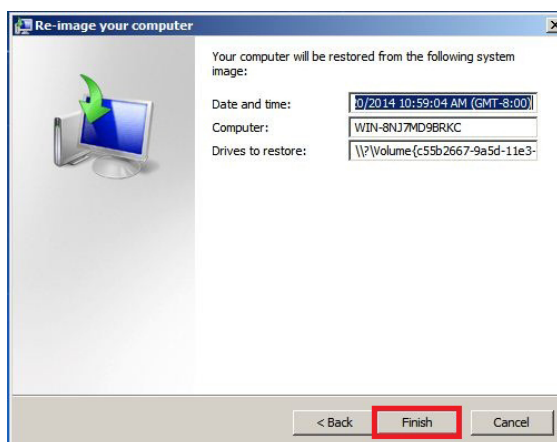 Re-image your computer
Your computer will be restored from the following system
image:
Date and time: 0/2014 10:59:04 AM (GMT-8:00)
Computer: WIN-8NJ7MD9BRKC
Drives to restore: \\?\Volume{c55b2667-9a5d-11e3-
< Back Finish Cancel